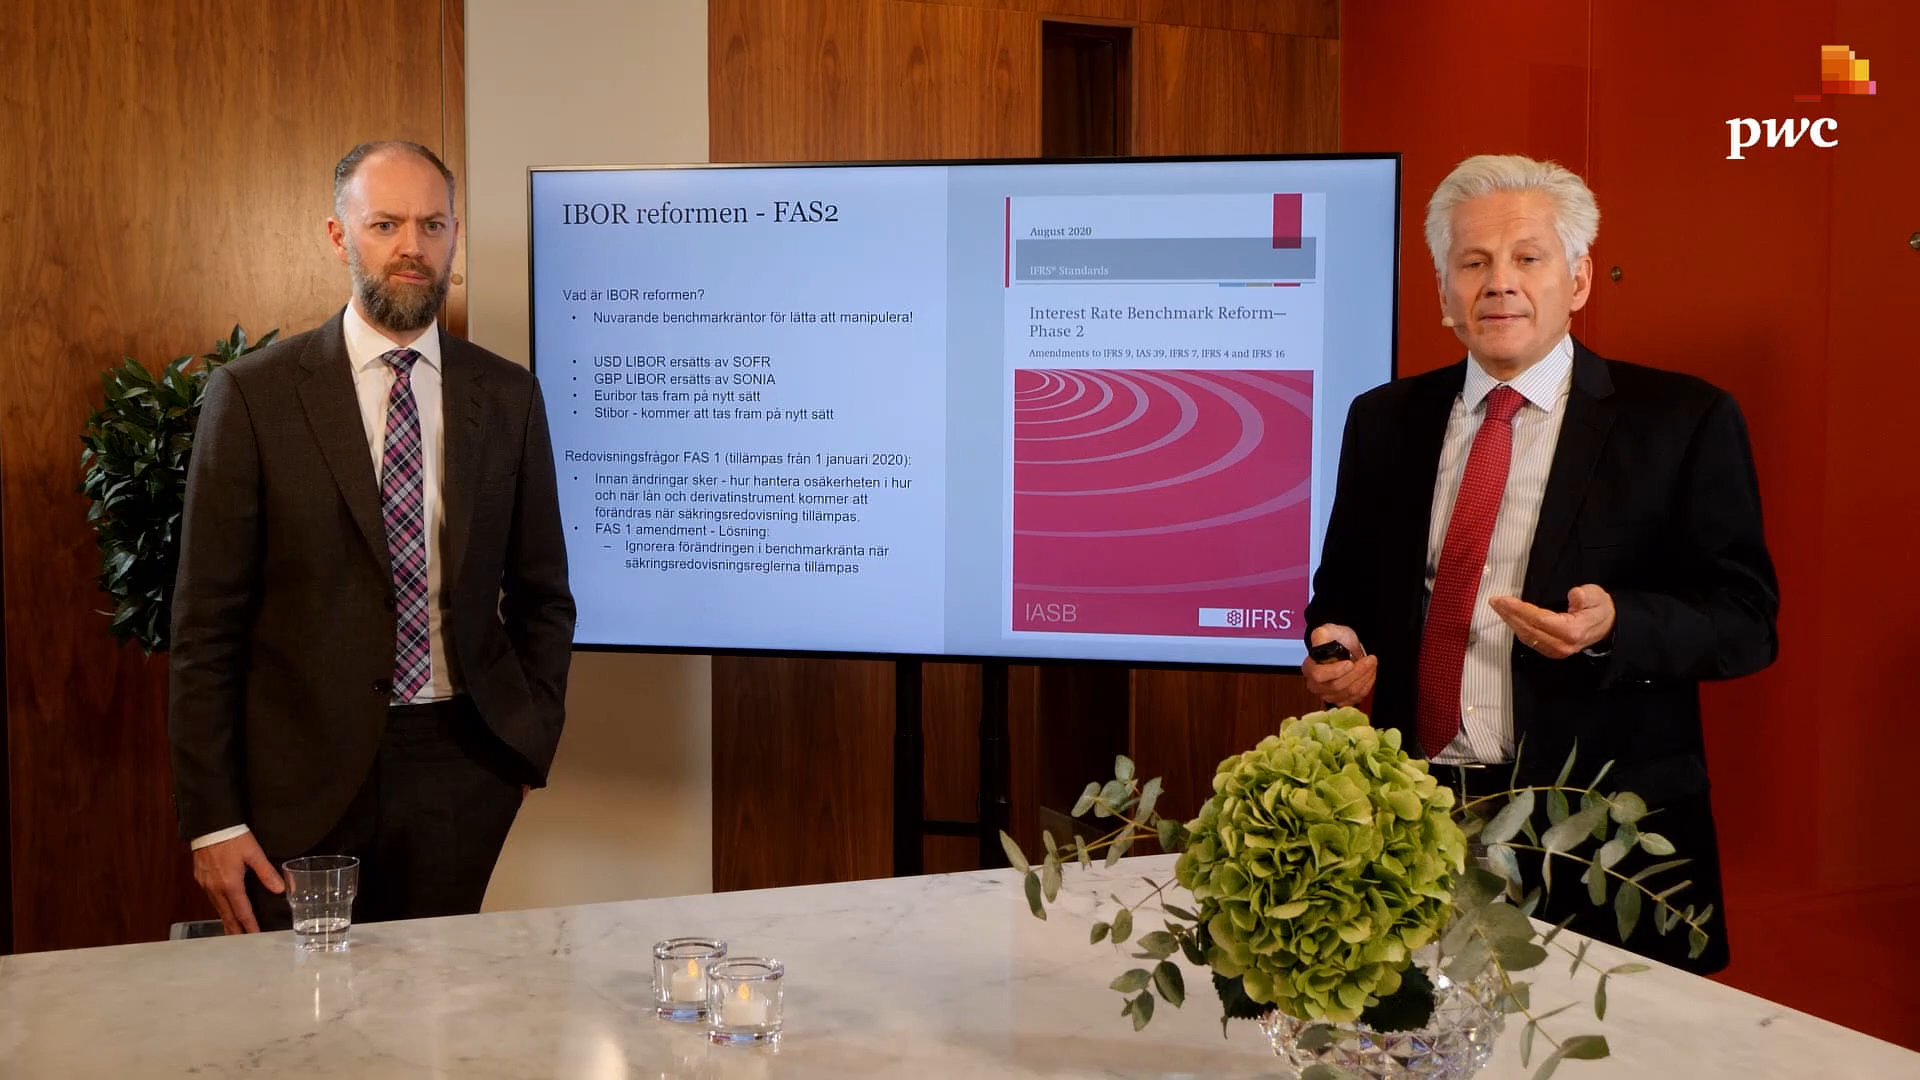 pwc
IBOR reformen - FAS2
Vad är IBOR reformen?
• Nuvarande benchmarkräntor för lätta att manipulera!
• USD LIBOR ersätts av SOFR
• GBP LIBOR ersätts av SONIA
• Euribor tas fram på nytt sätt
• Stibor - kommer att tas fram på nytt sätt
Redovisningsfrågor FAS 1 (tillämpas från 1 januari 2020):
• Innan ändringar sker - hur hantera osäkerheten i hur
och när lån och derivatinstrument kommer att
förändras när säkringsredovisning tillämpas.
• FAS 1 amendment - Lösning:
– Ignorera förändringen i benchmarkränta när
säkringsredovisningsreglerna tillämpas
August 2020
IFRS® Standards
Interest Rate Benchmark Reform—
Phase 2
Amendments to IFRS 9, IAS 39, IFRS 7, IFRS 4 and IFRS 16
IASB
IFRS